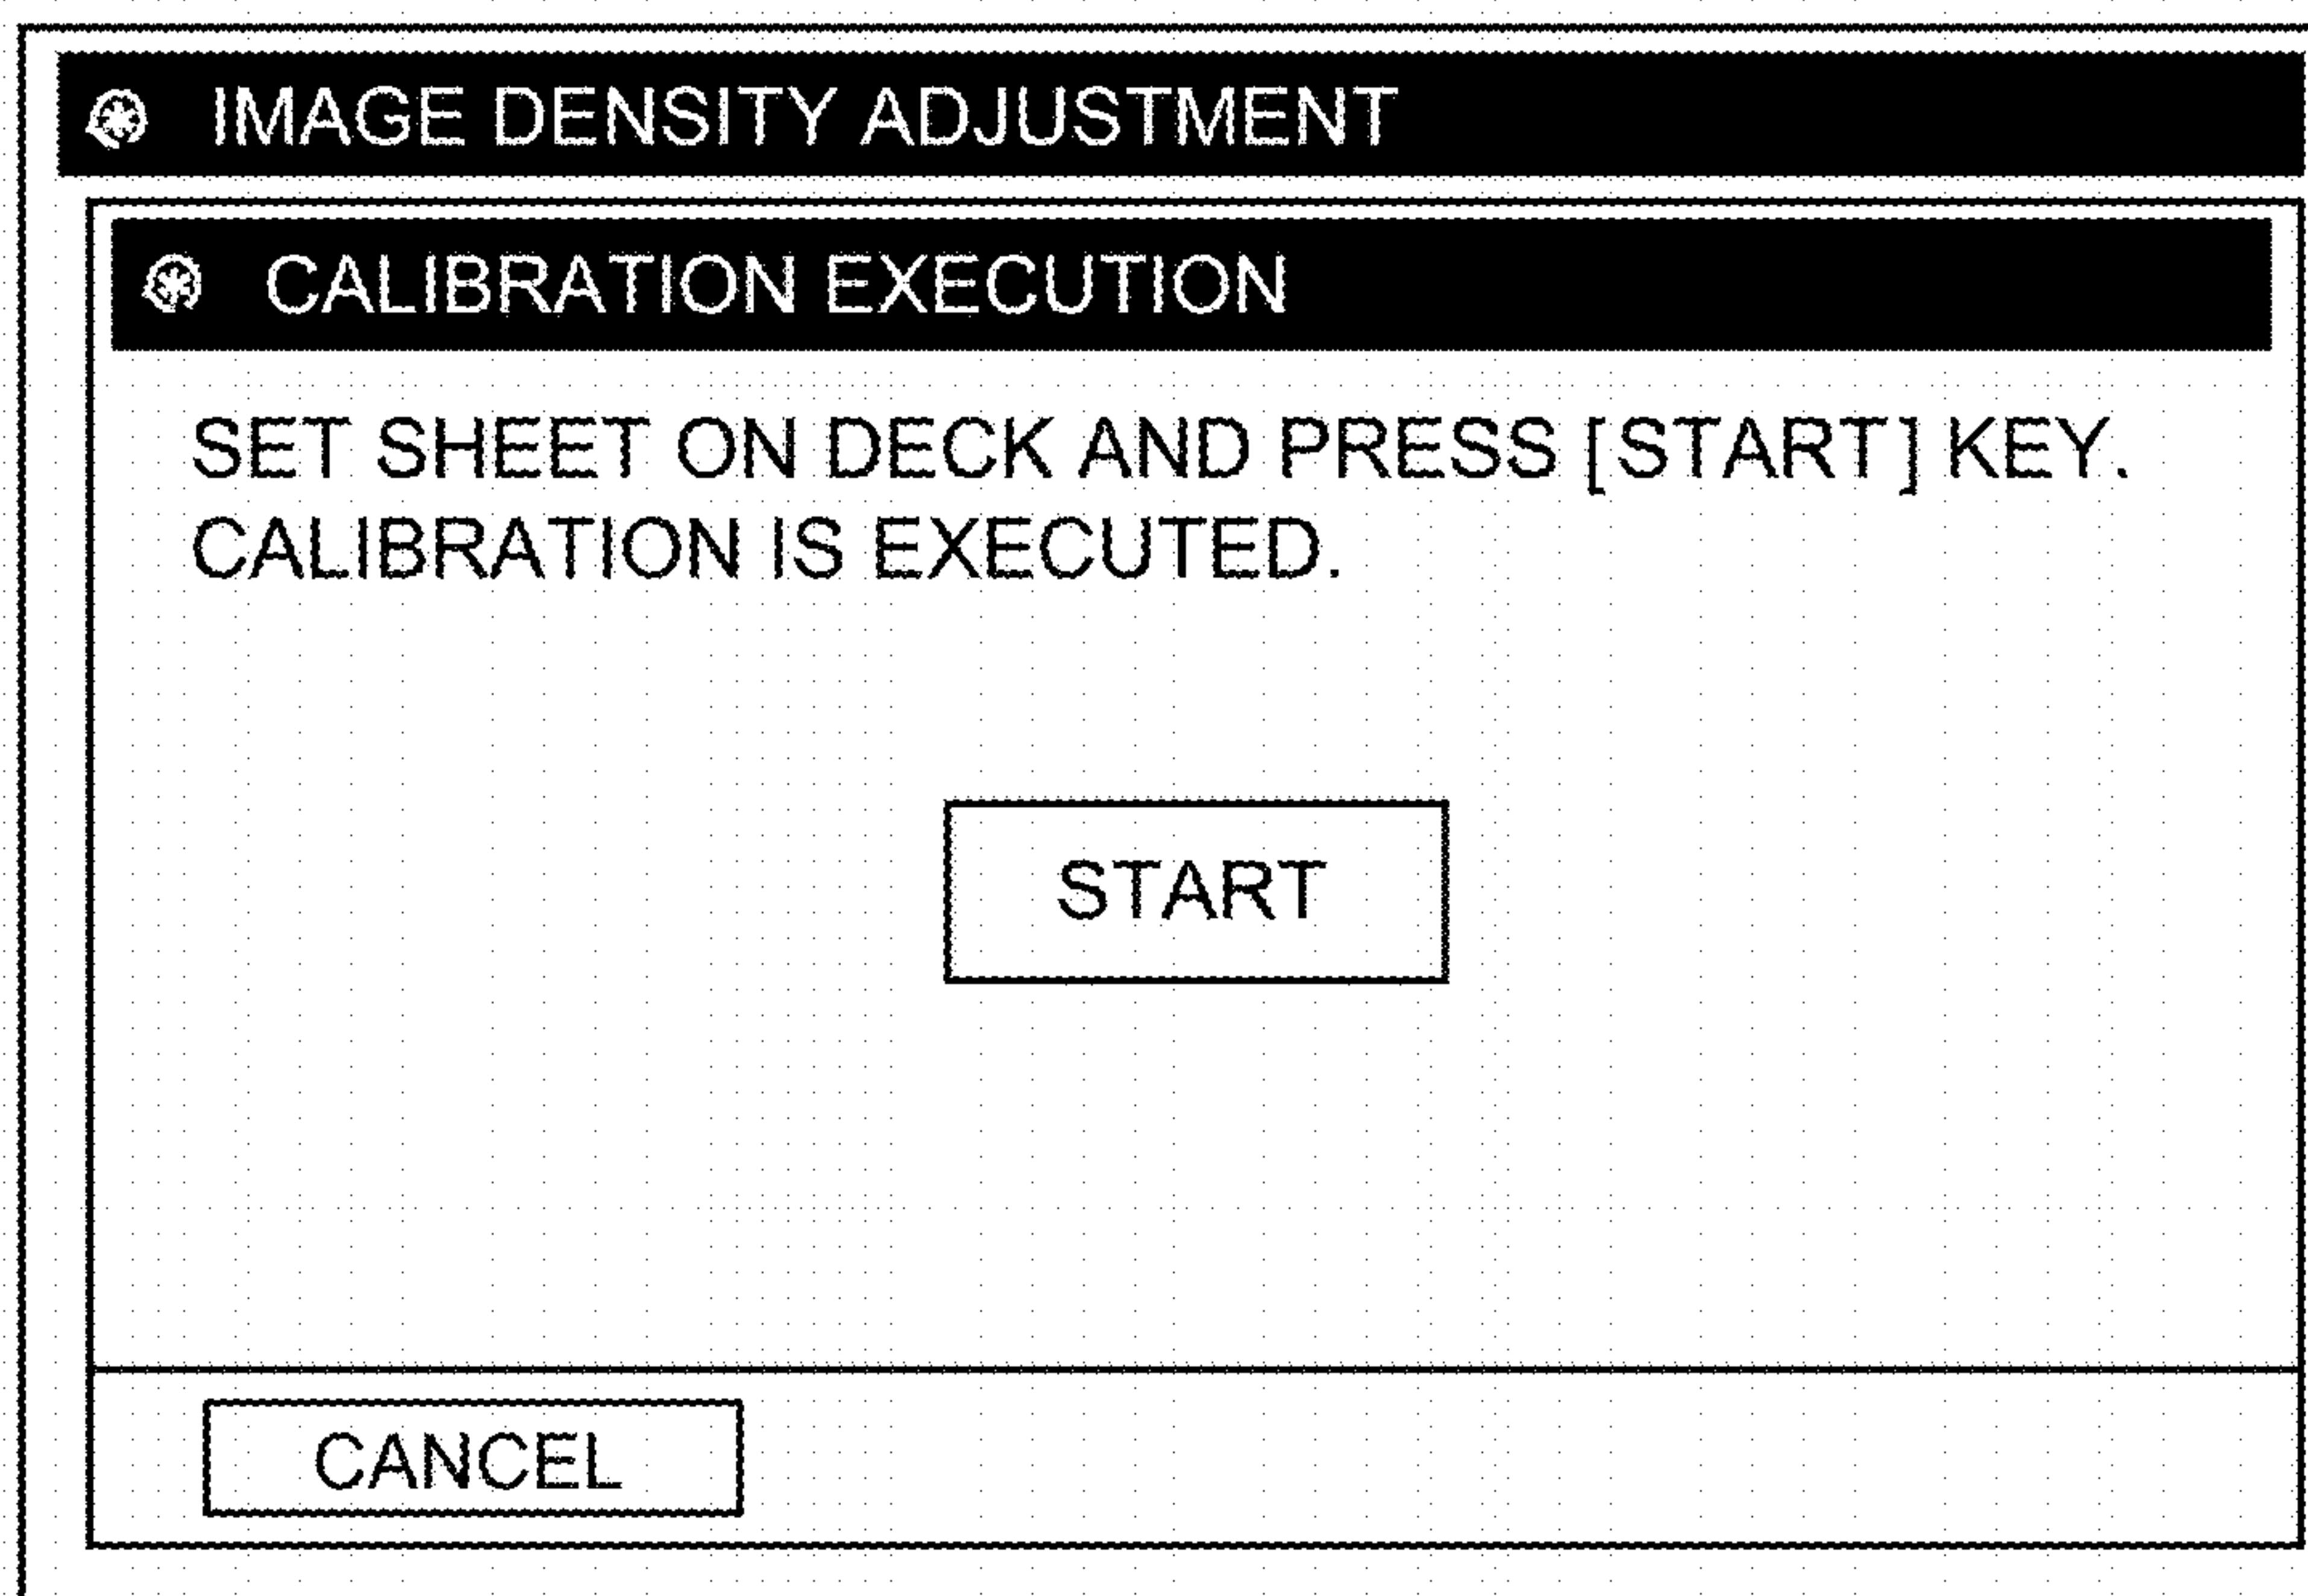 IMAGE DENSITY ADJUSTMENT
CALIBRATION EXECUTION
SET SHEET ON DECK AND PRESS [START] KEY.
CALIBRATION IS EXECUTED.
START
CANCEL